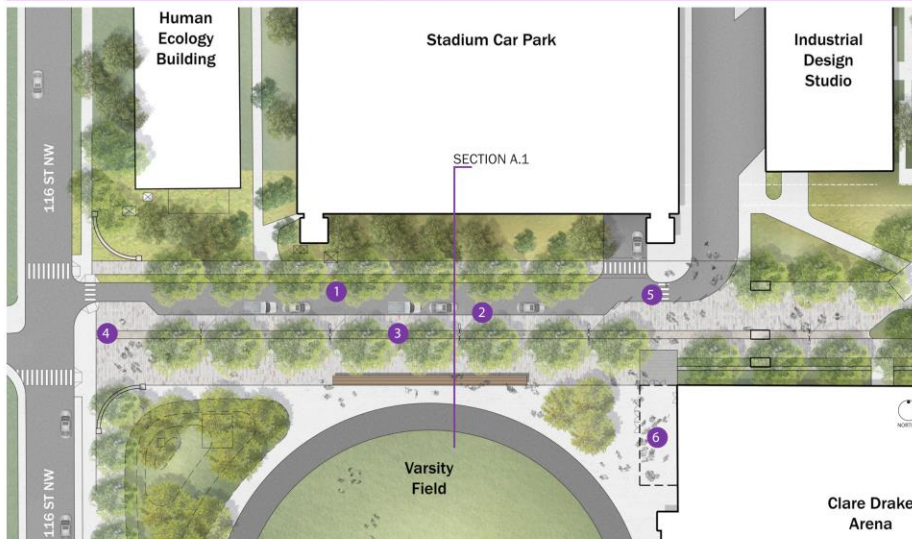 Human
Ecology
Building
Stadium Car Park
Industrial
Design
Studio
116 ST NW
SECTION A.1
1
2
3
4
5
6
Varsity
Field
116 ST NW
Clare Drake
Arena